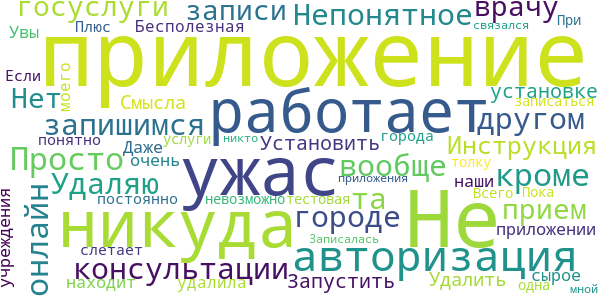 госуслуги записи Непонятное врачу
Увы Плюс Бесполезная связался При
приложение
Если моего
Нет Смысла работает установке
записаться
запишимся другом
понятно Даже услуги никто Установить города Инструкция
Просто очень ужас вообще толку
приложения
Удаляю наши кроме
учреждения онлайн постоянно невозможно тестовая та Всего Пока
никуда городе Не прием
Записалась приложении
слетает авторизация
консультации сырое
находит удалила Запустить Удалить одна мной